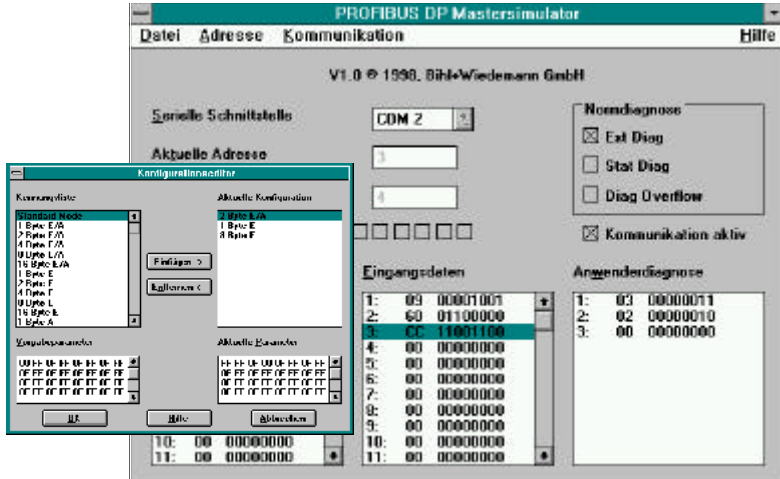 PROFIBUS DP Mastersimulator
Datei Adresse Kommunikation Hilfe
V1.0 © 1998, Bihl+Wiedemann GmbH
Serielle Schnittstelle
COM 2
Aktuelle Adresse
3
4
Normdiagnose
Ext Diag
Stat Diag
Diag Overflow
Kommunikation aktiv
Eingangsdaten
1: 09 00001001
2: 60 01100000
3: CC 11001100
4: 00 00000000
5: 00 00000000
6: 00 00000000
7: 00 00000000
8: 00 00000000
9: 00 00000000
10: 00 00000000
11: 00 00000000
Anwenderdiagnose
1: 03 00000011
2: 02 00000010
3: 00 00000000
10: 00 00000000
11: 00 00000000
Konfigurationseditor
Kennungsliste
Standard Node
1 Byte E/A
2 Byte E/A
4 Byte E/A
8 Byte E/A
16 Byte E/A
1 Byte E
2 Byte E
4 Byte E
8 Byte E
16 Byte E
1 Byte A
Einfügen >
Entfernen <
Aktuelle Konfiguration
2 Byte E/A
1 Byte E
8 Byte E
Vorgabeparameter
Aktuelle Parameter
OK
Hilfe
Abbrechen